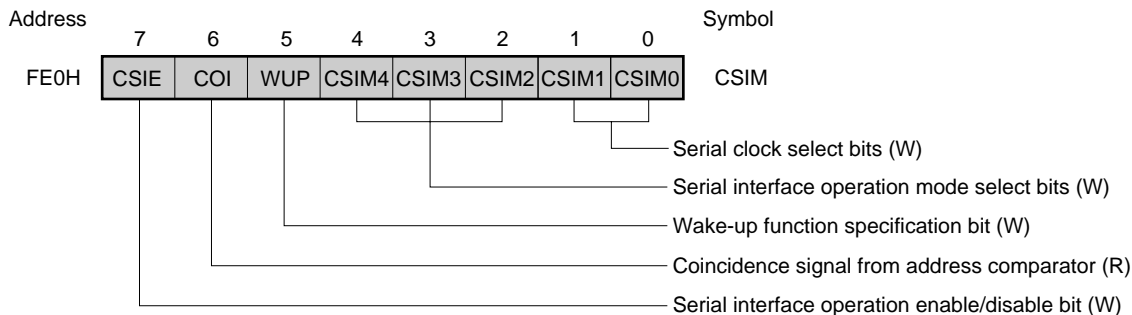 Address Symbol
7 6 5 4 3 2 1 0
FE0H CSIE COI WUP CSIM4 CSIM3 CSIM2 CSIM1 CSIM0 CSIM
Serial clock select bits (W)
Serial interface operation mode select bits (W)
Wake-up function specification bit (W)
Coincidence signal from address comparator (R)
Serial interface operation enable/disable bit (W)